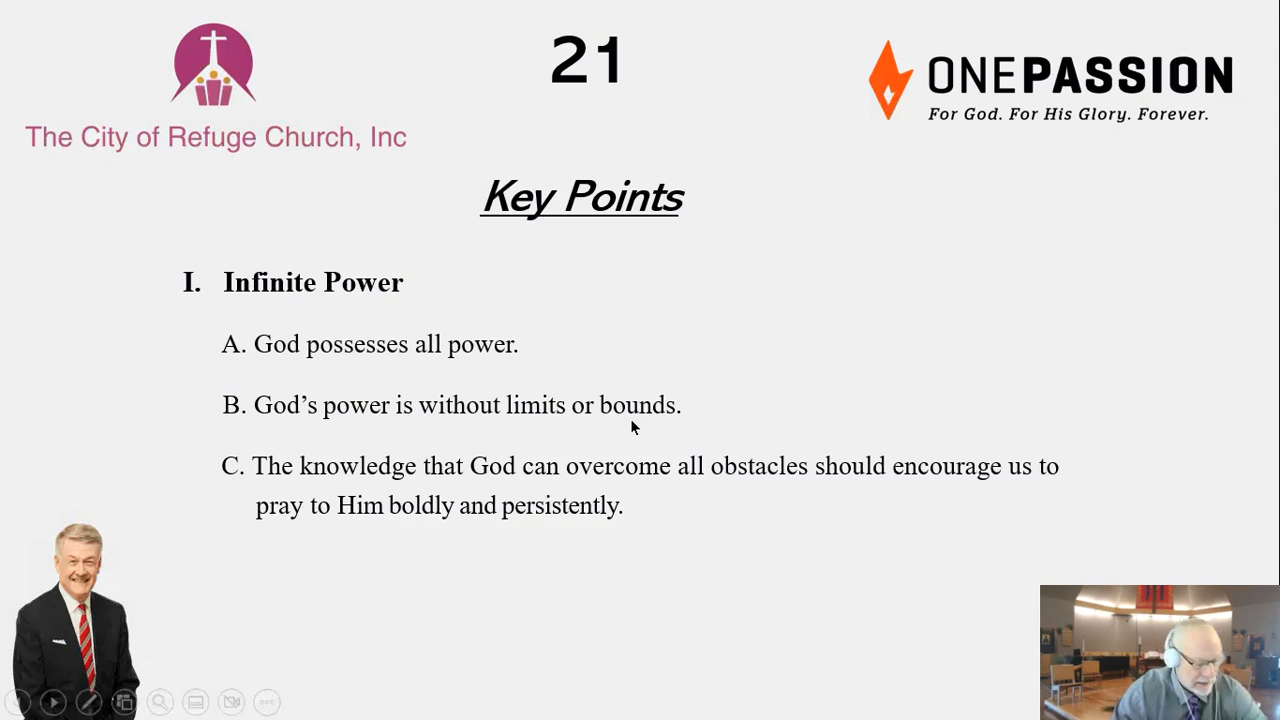 21
The City of Refuge Church, Inc
ONEPASSION
For God. For His Glory. Forever.
Key Points
I. Infinite Power
A. God possesses all power.
B. God’s power is without limits or bounds.
C. The knowledge that God can overcome all obstacles should encourage us to
pray to Him boldly and persistently.